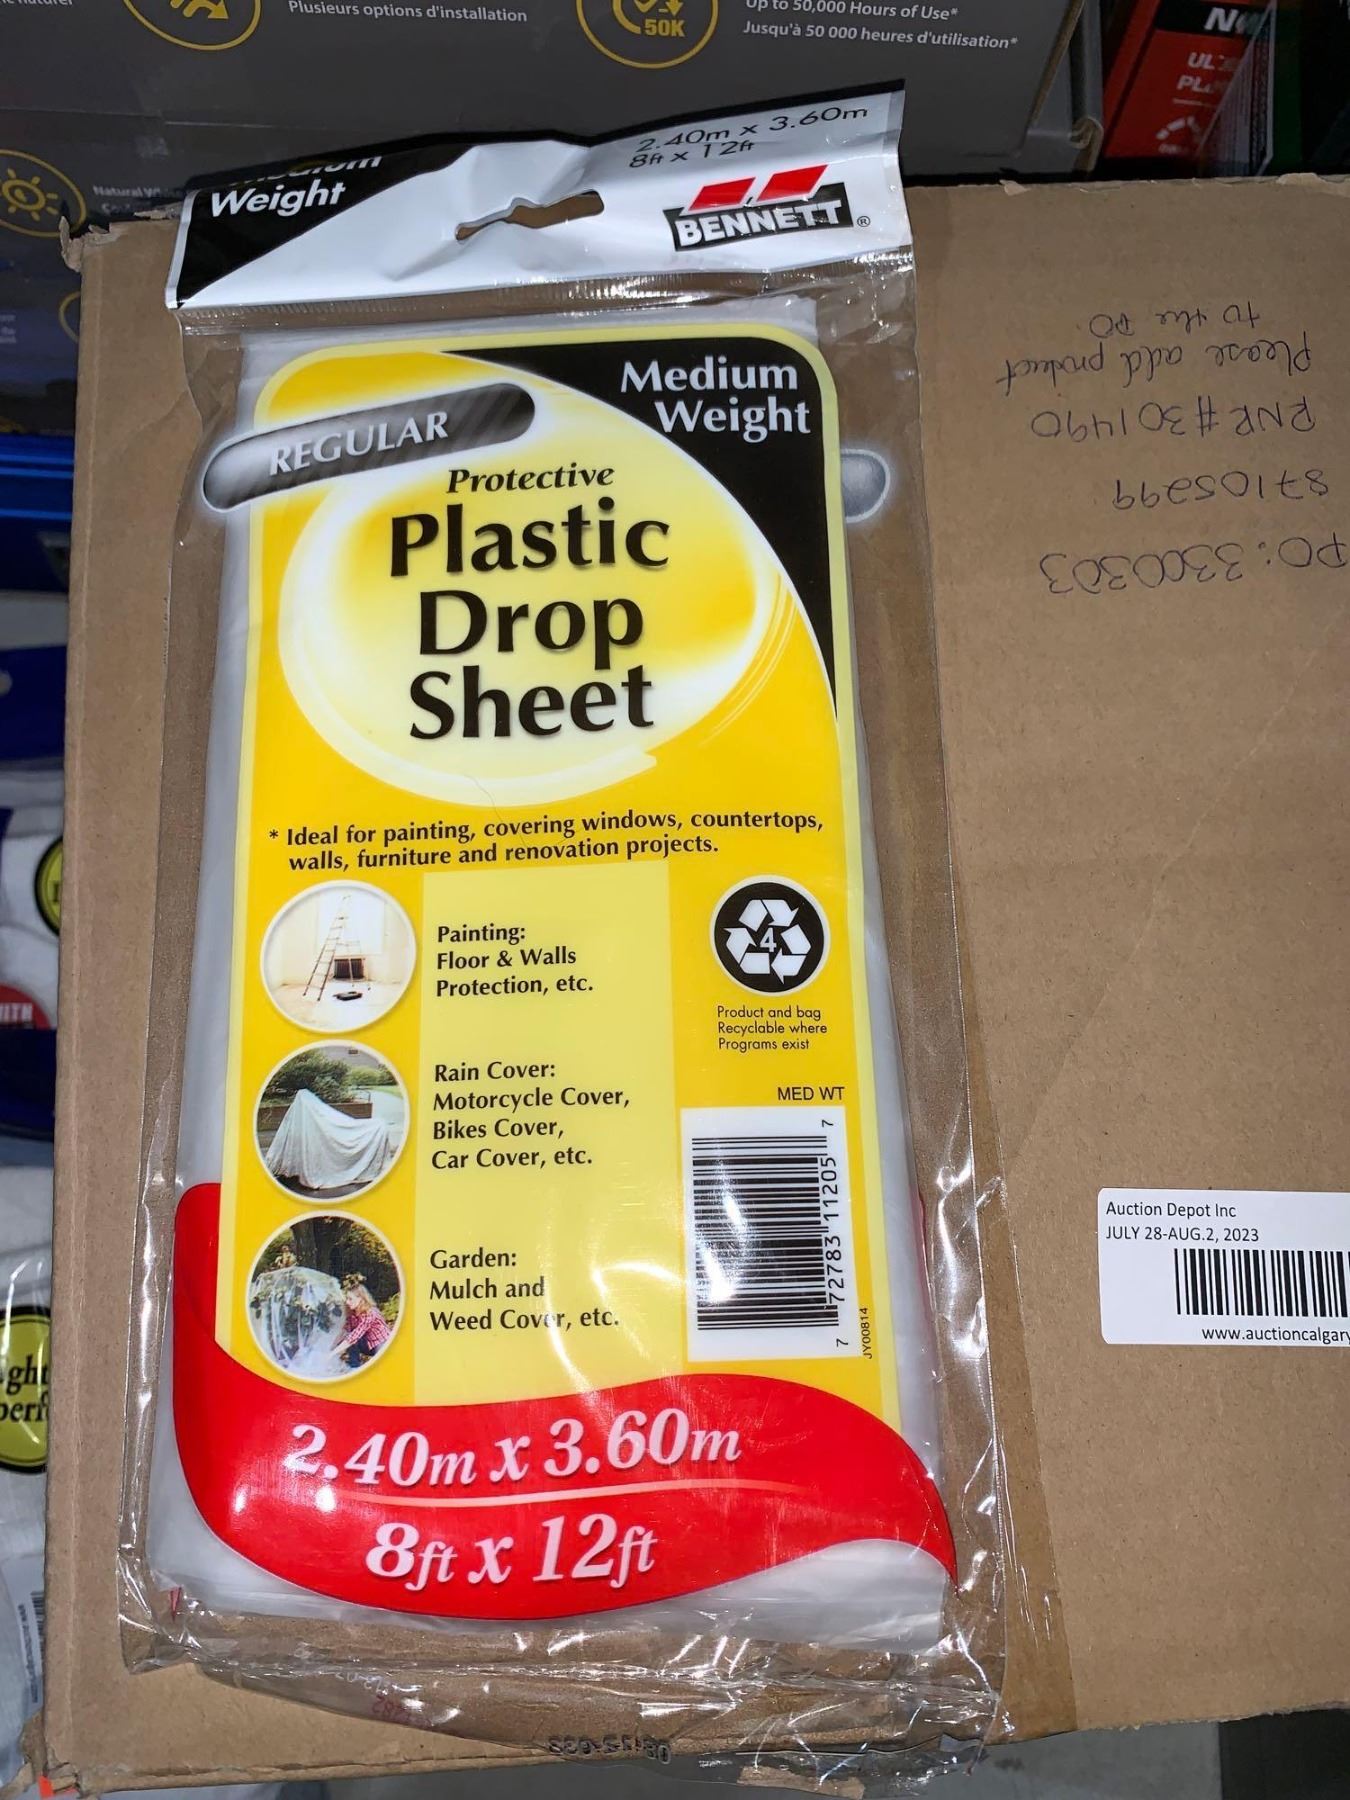 Plusieurs options d'installation
50K
Up to 50,000 Hours of Use*
Jusqu'à 50 000 heures d'utilisation*
Weight
2.40m x 3.60m
8ft x 12ft
BENNETT®
REGULAR
Medium
Weight
Protective
Plastic
Drop
Sheet
* Ideal for painting, covering windows, countertops,
walls, furniture and renovation projects.
Painting:
Floor & Walls
Protection, etc.
4
Product and bag
Recyclable where
Programs exist
Rain Cover:
Motorcycle Cover,
Bikes Cover,
Car Cover, etc.
MED WT
7 72783 11205 7
JY00814
Garden:
Mulch and
Weed Cover, etc.
2.40m x 3.60m
8ft x 12ft
PO: 3300303
87105299
RNR #301490
Please add product
to the PO.
Auction Depot Inc
JULY 28-AUG.2, 2023
www.auctioncalgary